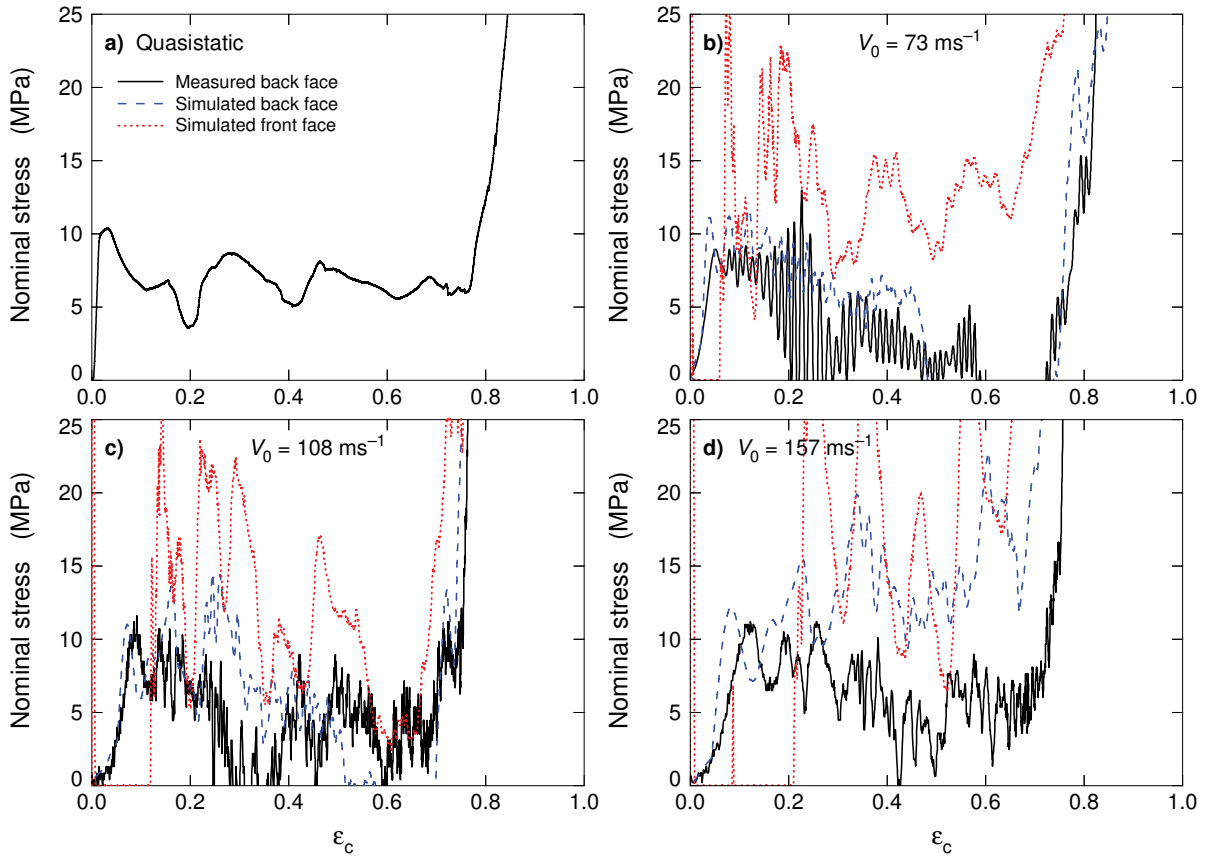 a) Quasistatic
Measured back face
Simulated back face
Simulated front face
Nominal stress (MPa)
25
20
15
10
5
0
0.0 0.2 0.4 0.6 0.8 1.0
b) V₀ = 73 ms⁻¹
Nominal stress (MPa)
25
20
15
10
5
0
0.0 0.2 0.4 0.6 0.8 1.0
c) V₀ = 108 ms⁻¹
Nominal stress (MPa)
25
20
15
10
5
0
0.0 0.2 0.4 0.6 0.8 1.0
ε_c
d) V₀ = 157 ms⁻¹
Nominal stress (MPa)
25
20
15
10
5
0
0.0 0.2 0.4 0.6 0.8 1.0
ε_c